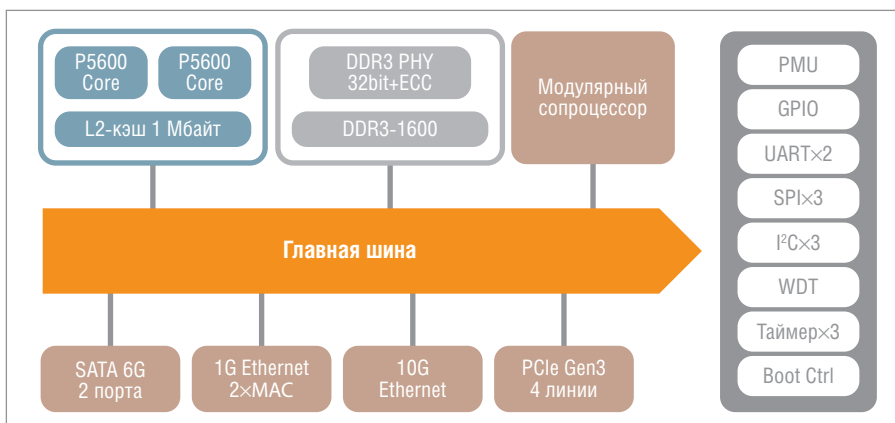 P5600
Core
P5600
Core
L2-кэш 1 Мбайт
DDR3 PHY
32bit+ECC
DDR3-1600
Модулярный
сопроцессор
Главная шина
SATA 6G
2 порта
1G Ethernet
2×MAC
10G
Ethernet
PCIe Gen3
4 линии
PMU
GPIO
UART×2
SPI×3
I²C×3
WDT
Таймер×3
Boot Ctrl